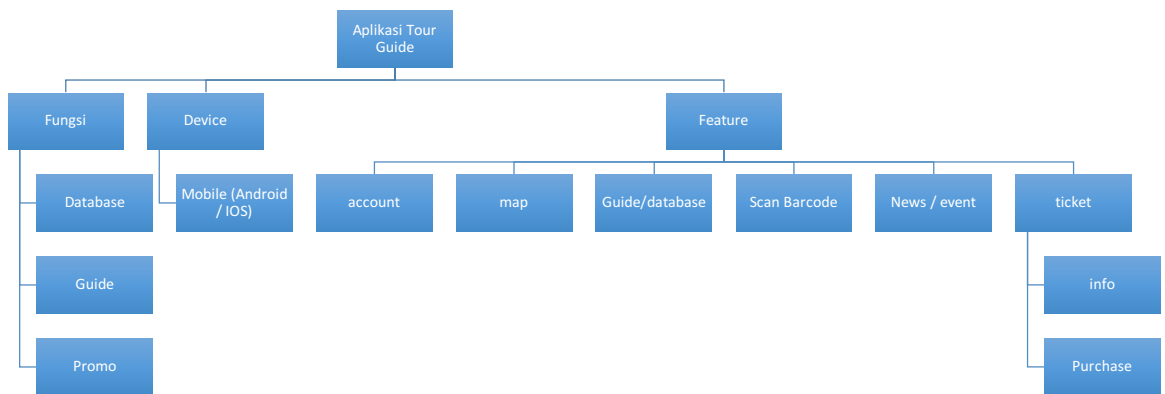 Aplikasi Tour
Guide
Fungsi
Device
Feature
Database
Mobile (Android
/ IOS)
account
map
Guide/database
Scan Barcode
News / event
ticket
Guide
info
Promo
Purchase